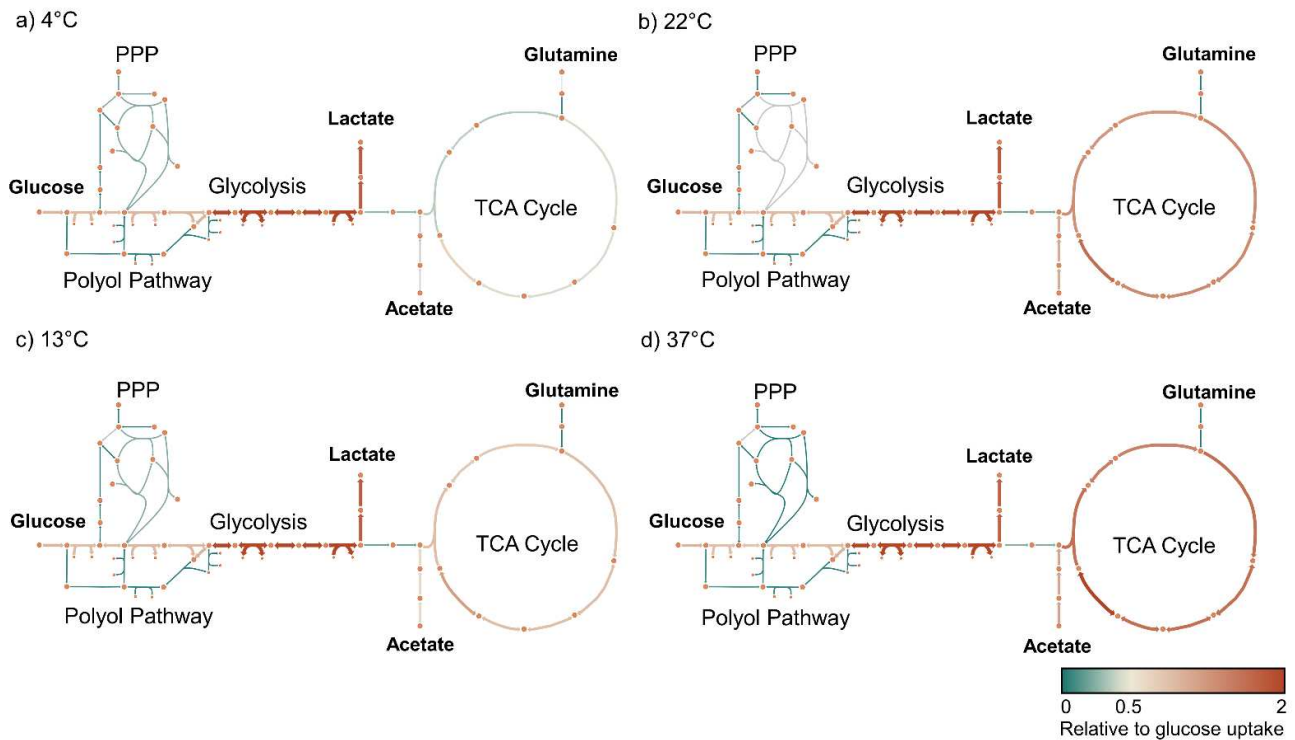 a) 4°C
PPP
Glutamine
Lactate
Glucose
Glycolysis
TCA Cycle
Polyol Pathway
Acetate
b) 22°C
PPP
Glutamine
Lactate
Glucose
Glycolysis
TCA Cycle
Polyol Pathway
Acetate
c) 13°C
PPP
Glutamine
Lactate
Glucose
Glycolysis
TCA Cycle
Polyol Pathway
Acetate
d) 37°C
PPP
Glutamine
Lactate
Glucose
Glycolysis
TCA Cycle
Polyol Pathway
Acetate
0 0.5 2
Relative to glucose uptake